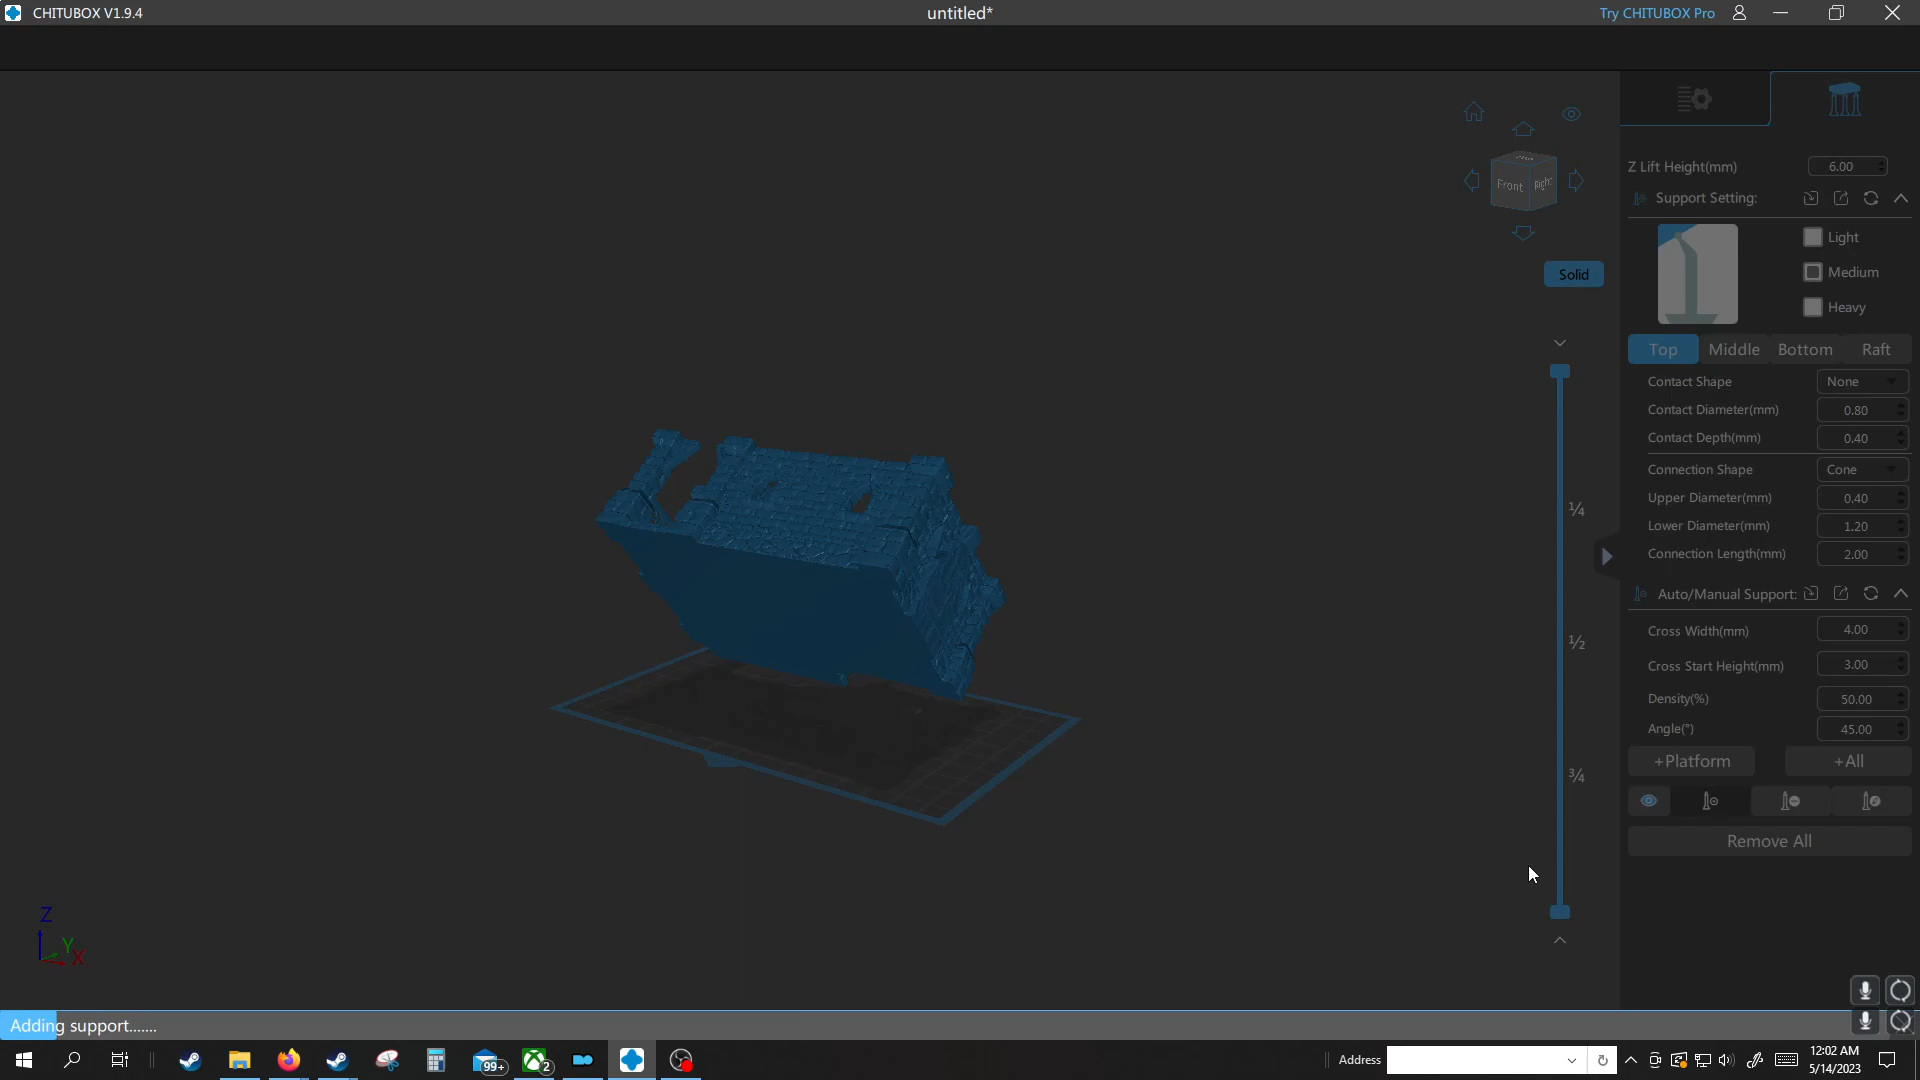 CHITUBOX V1.9.4
untitled*
Try CHITUBOX Pro
Front
Right
Solid
Z Lift Height(mm)
6.00
Support Setting:
Light
Medium
Heavy
Top
Middle
Bottom
Raft
Contact Shape
None
Contact Diameter(mm)
0.80
Contact Depth(mm)
0.40
Connection Shape
Cone
Upper Diameter(mm)
0.40
Lower Diameter(mm)
1.20
Connection Length(mm)
2.00
¼
½
¾
Auto/Manual Support:
Cross Width(mm)
4.00
Cross Start Height(mm)
3.00
Density(%)
50.00
Angle(°)
45.00
+Platform
+All
Remove All
Z
Y
X
Adding support.......
99+
2
Address
12:02 AM
5/14/2023